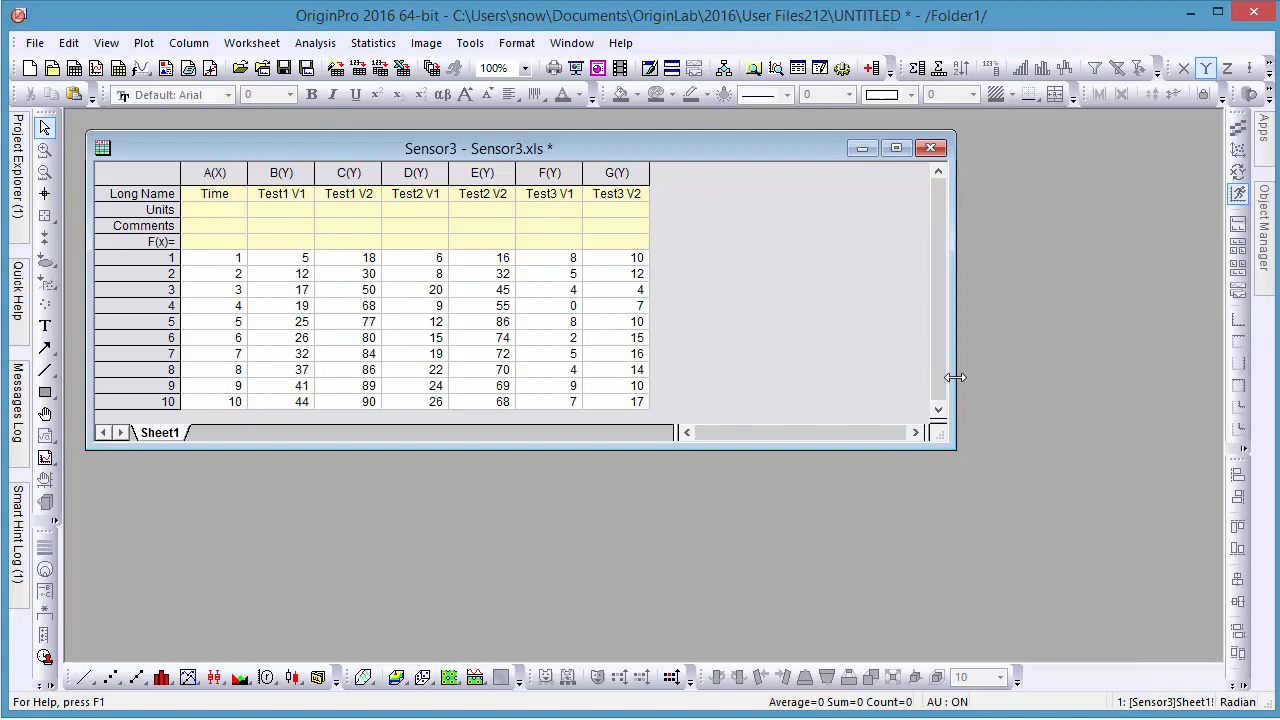 OriginPro 2016 64-bit - C:\Users\snow\Documents\OriginLab\2016\User Files212\UNTITLED * - /Folder1/
File Edit View Plot Column Worksheet Analysis Statistics Image Tools Format Window Help
100%
Default: Arial 0 B I U αβ A A A 0 0
Project Explorer (1)
Quick Help
Messages Log
Smart Hint Log (1)
Apps
Object Manager
Sensor3 - Sensor3.xls *
A(X) B(Y) C(Y) D(Y) E(Y) F(Y) G(Y)
Long Name Time Test1 V1 Test1 V2 Test2 V1 Test2 V2 Test3 V1 Test3 V2
Units
Comments
F(x)=
1 1 5 18 6 16 8 10
2 2 12 30 8 32 5 12
3 3 17 50 20 45 4 4
4 4 19 68 9 55 0 7
5 5 25 77 12 86 8 10
6 6 26 80 15 74 2 15
7 7 32 84 19 72 5 16
8 8 37 86 22 70 4 14
9 9 41 89 24 69 9 10
10 10 44 90 26 68 7 17
Sheet1
10
For Help, press F1
Average=0 Sum=0 Count=0 AU : ON 1: [Sensor3]Sheet1! Radian